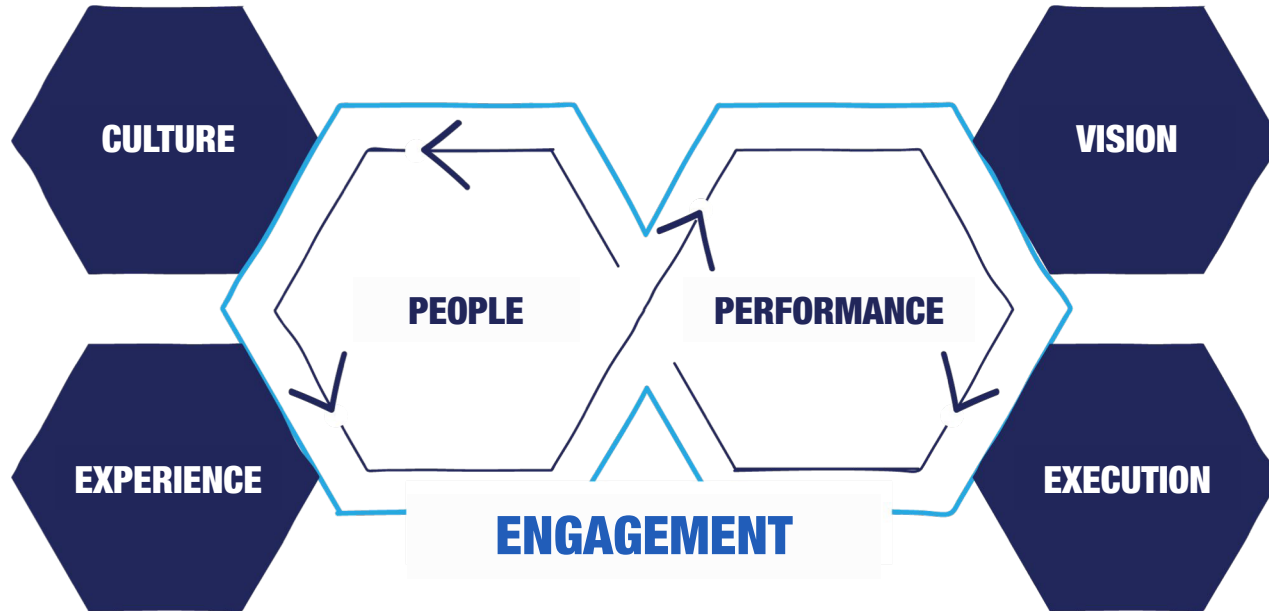 CULTURE
VISION
PEOPLE
PERFORMANCE
EXPERIENCE
EXECUTION
ENGAGEMENT